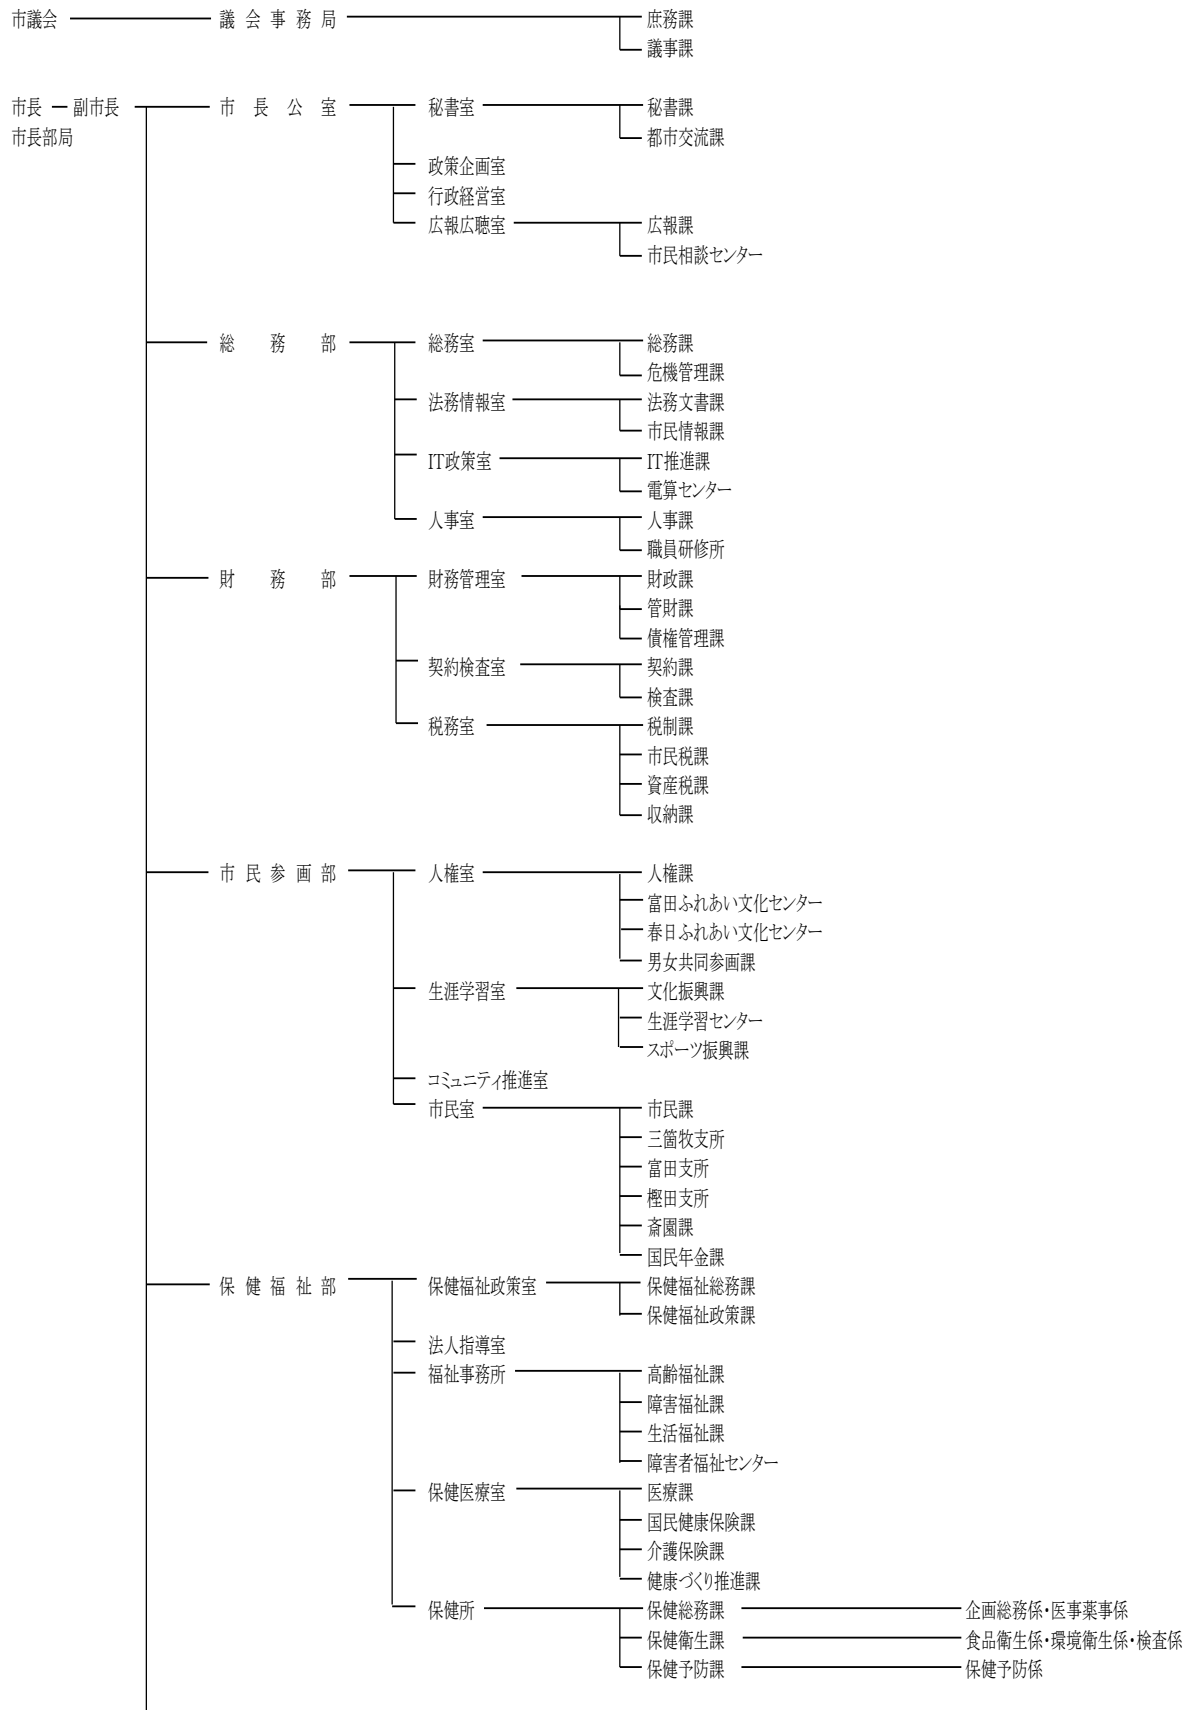 市議会 議会事務局 庶務課
議事課
市長 副市長 市長公室 秘書室 秘書課
市長部局 都市交流課
政策企画室
行政経営室
広報広聴室 広報課
市民相談センター
総務部 総務室 総務課
危機管理課
法務情報室 法務文書課
市民情報課
IT政策室 IT推進課
電算センター
人事室 人事課
職員研修所
財務部 財務管理室 財政課
管財課
債権管理課
契約検査室 契約課
検査課
税務室 税制課
市民税課
資産税課
収納課
市民参画部 人権室 人権課
富田ふれあい文化センター
春日ふれあい文化センター
男女共同参画課
生涯学習室 文化振興課
生涯学習センター
スポーツ振興課
コミュニティ推進室
市民室 市民課
三箇牧支所
富田支所
樫田支所
斎園課
国民年金課
保健福祉部 保健福祉政策室 保健福祉総務課
保健福祉政策課
法人指導室
福祉事務所 高齢福祉課
障害福祉課
生活福祉課
障害者福祉センター
保健医療室 医療課
国民健康保険課
介護保険課
健康づくり推進課
保健所 保健総務課 企画総務係・医事薬事係
保健衛生課 食品衛生係・環境衛生係・検査係
保健予防課 保健予防係